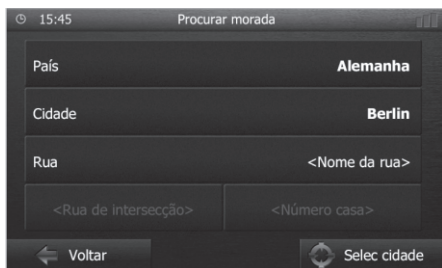 15:45 Procurar morada
País Alemanha
Cidade Berlin
Rua <Nome da rua>
<Rua de intersecção> <Número casa>
Voltar Selec cidade